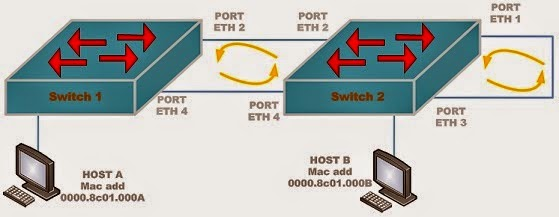 PORT
ETH 2
PORT
ETH 2
PORT
ETH 1
Switch 1
Switch 2
PORT
ETH 4
PORT
ETH 4
PORT
ETH 3
HOST A
Mac add
0000.8c01.000A
HOST B
Mac add
0000.8c01.000B